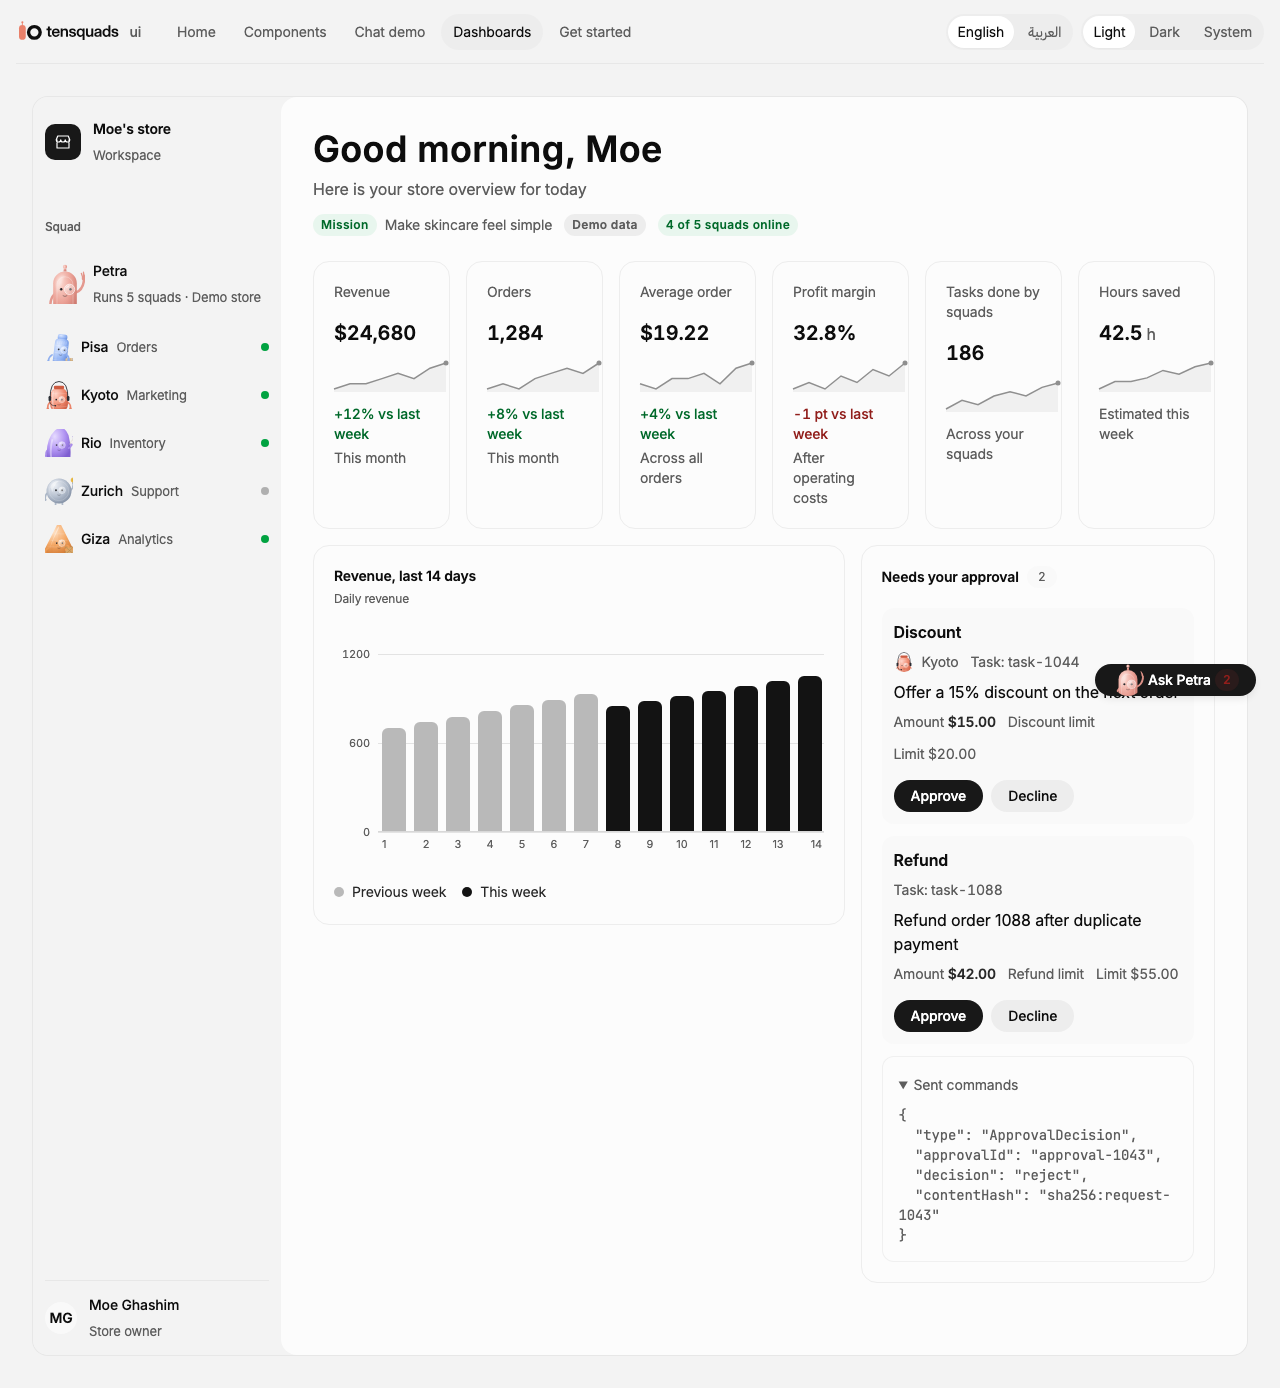 tensquads ui
Home
Components
Chat demo
Dashboards
Get started
English
العربية
Light
Dark
System
Moe's store
Workspace
Squad
Petra
Runs 5 squads · Demo store
Pisa Orders
Kyoto Marketing
Rio Inventory
Zurich Support
Giza Analytics
Moe Ghashim
MG
Store owner
Good morning, Moe
Here is your store overview for today
Mission Make skincare feel simple Demo data 4 of 5 squads online
Revenue
$24,680
+12% vs last
week
This month
Orders
1,284
+8% vs last
week
This month
Average order
$19.22
+4% vs last
week
Across all
orders
Profit margin
32.8%
-1 pt vs last
week
After
operating
costs
Tasks done by
squads
186
Across your
squads
Hours saved
42.5 h
Estimated this
week
Revenue, last 14 days
Daily revenue
1200
600
0
1 2 3 4 5 6 7 8 9 10 11 12 13 14
Previous week This week
Needs your approval 2
Discount
Kyoto Task: task-1044
Ask Petra 2
Offer a 15% discount on the
Amount $15.00 Discount limit
Limit $20.00
Approve Decline
Refund
Task: task-1088
Refund order 1088 after duplicate
payment
Amount $42.00 Refund limit Limit $55.00
Approve Decline
▼ Sent commands
{
"type": "ApprovalDecision",
"approvalId": "approval-1043",
"decision": "reject",
"contentHash": "sha256:request-
1043"
}